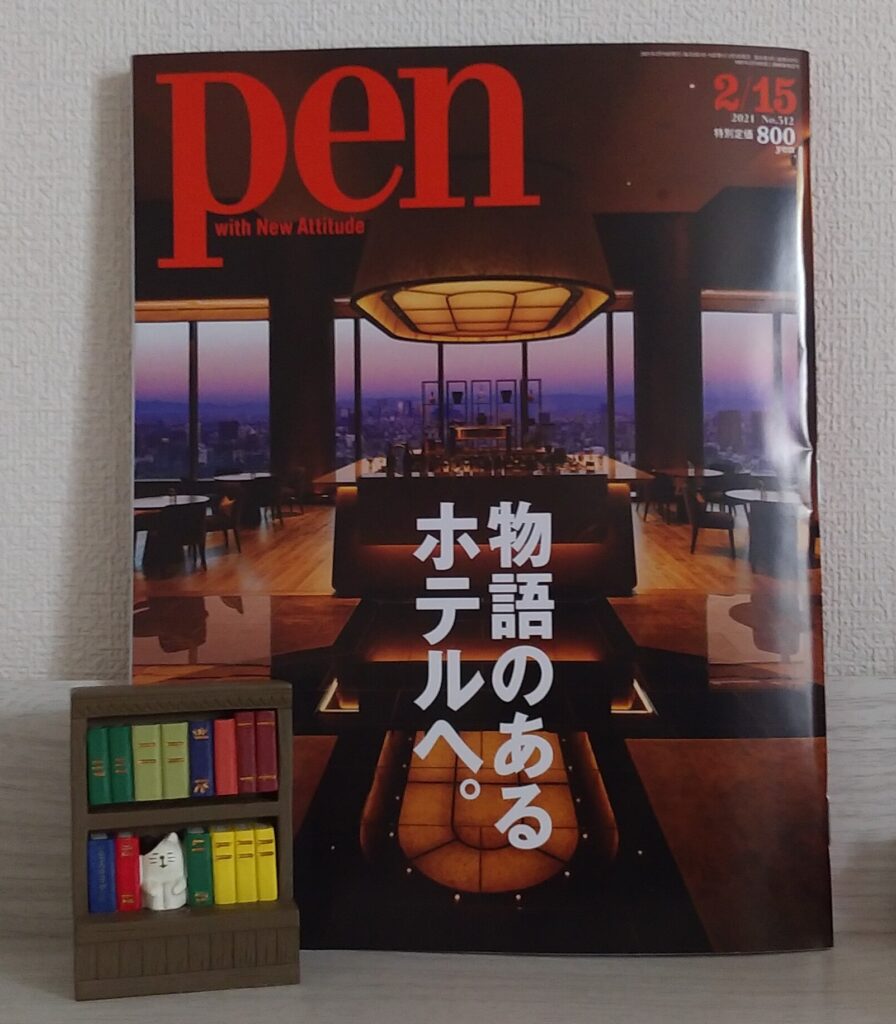 pen
with New Attitude
2/15
2021 No.512
特別定価 800
yen
物語のある
ホテルへ。